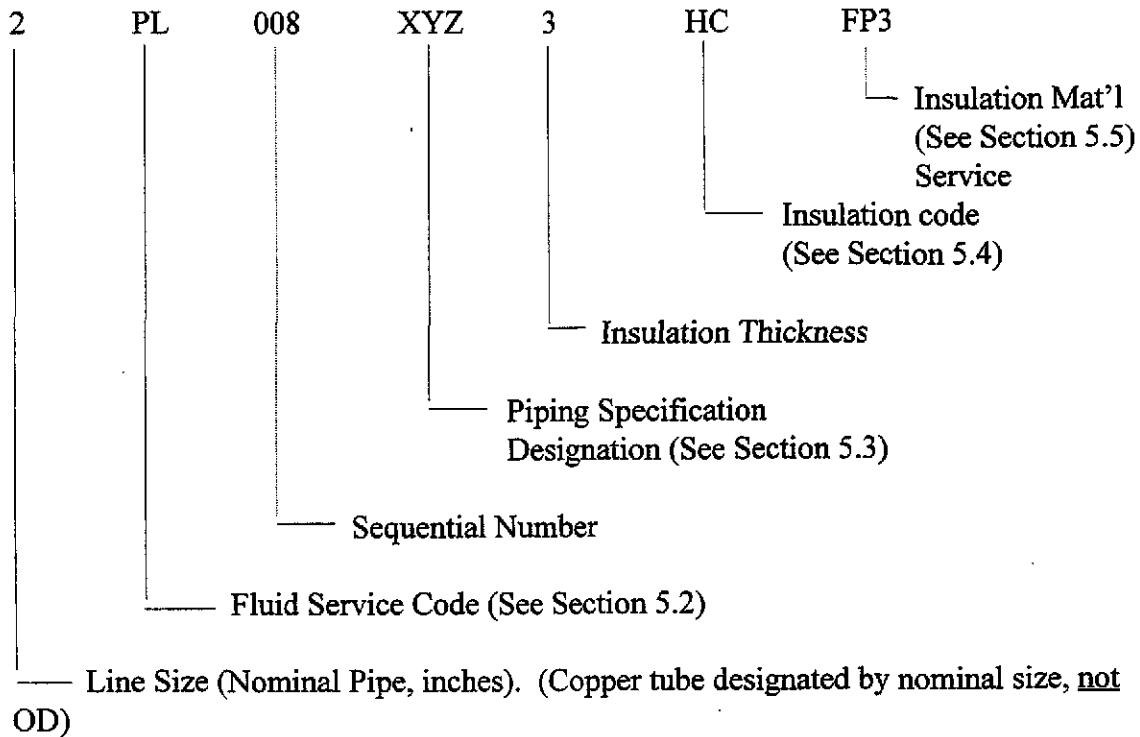 2 PL 008 XYZ 3 HC FP3
Insulation Mat'l
(See Section 5.5)
Service
Insulation code
(See Section 5.4)
Insulation Thickness
Piping Specification
Designation (See Section 5.3)
Sequential Number
Fluid Service Code (See Section 5.2)
Line Size (Nominal Pipe, inches). (Copper tube designated by nominal size, not
OD)